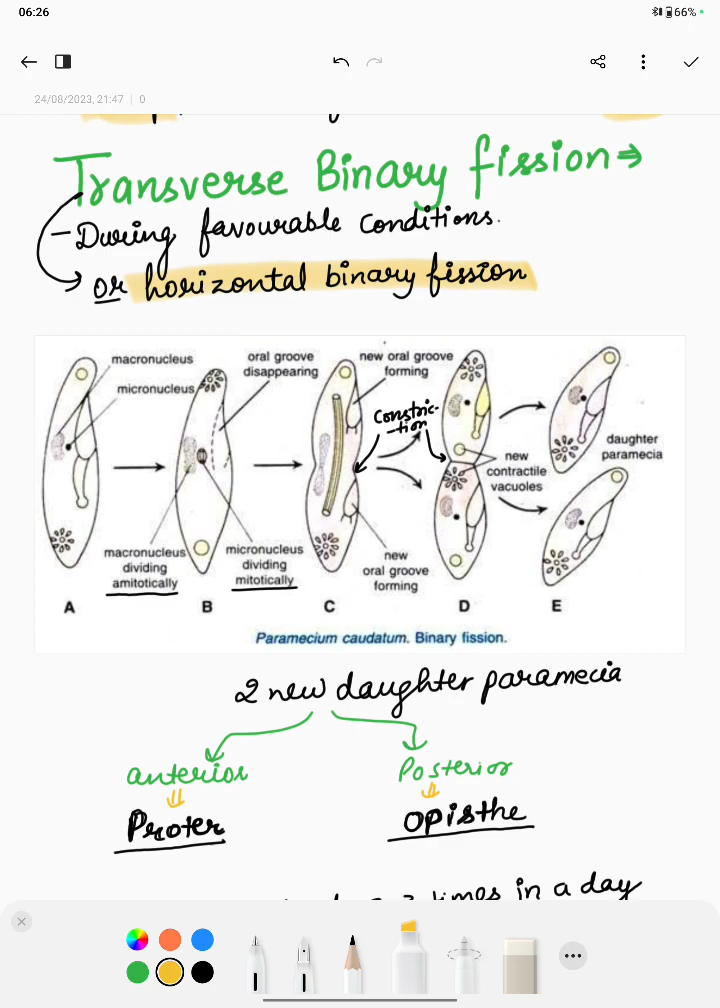 06:26
66%
24/08/2023, 21:47 | 0
Transverse Binary fission⇒
- During favourable conditions.
→ or horizontal binary fission
macronucleus
micronucleus
oral groove
disappearing
new oral groove
forming
Constric-
-tion
new
contractile
vacuoles
daughter
paramecia
macronucleus
dividing
amitotically
micronucleus
dividing
mitotically
new
oral groove
forming
A B C D E
Paramecium caudatum. Binary fission.
2 new daughter paramecia
anterior Posterior
Proter opisthe
times in a day